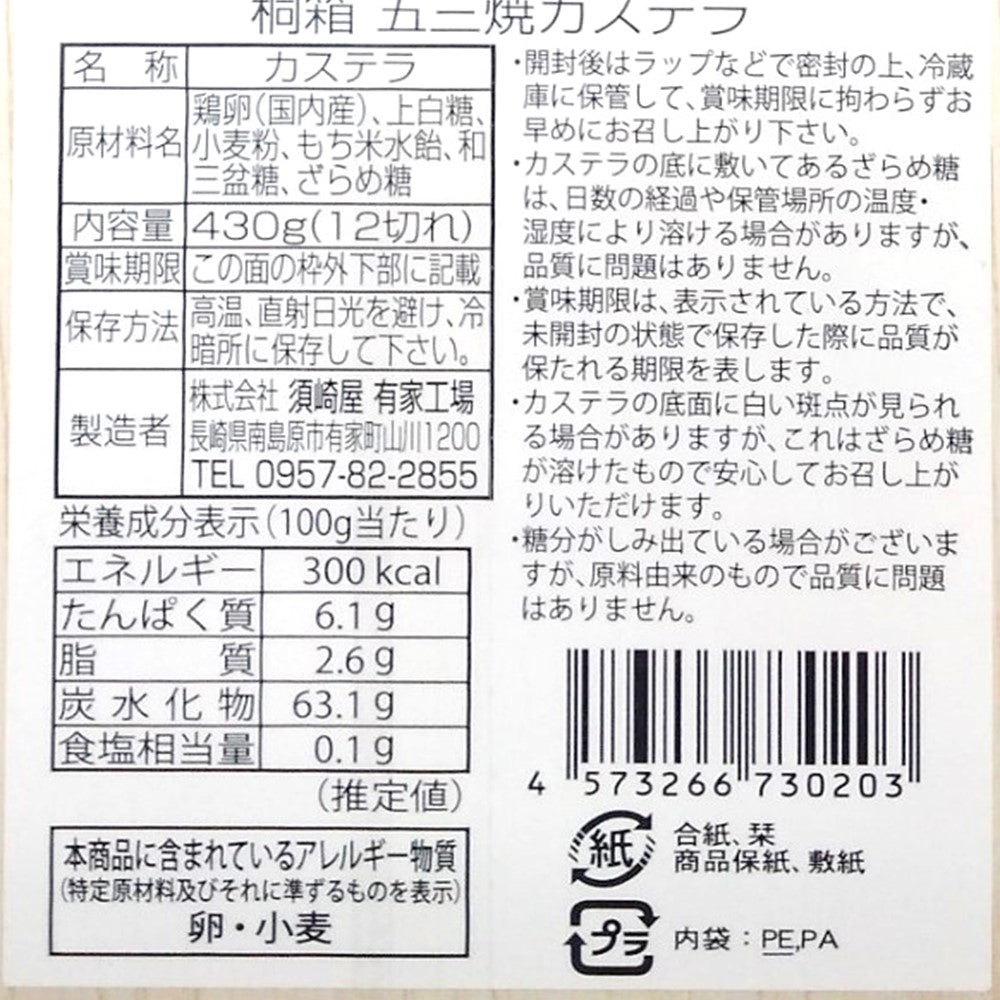 桐箱 五三焼カステラ
名称 カステラ
原材料名 鶏卵(国内産)、上白糖、
小麦粉、もち米水飴、和
三盆糖、ざらめ糖
内容量 430g(12切れ)
賞味期限 この面の枠外下部に記載
保存方法 高温、直射日光を避け、冷
暗所に保存して下さい。
製造者 株式会社 須崎屋 有家工場
長崎県南島原市有家町山川1200
TEL 0957-82-2855
栄養成分表示(100g当たり)
エネルギー 300 kcal
たんぱく質 6.1 g
脂質 2.6 g
炭水化物 63.1 g
食塩相当量 0.1 g
(推定値)
本商品に含まれているアレルギー物質
(特定原材料及びそれに準ずるものを表示)
卵・小麦
・開封後はラップなどで密封の上、冷蔵
庫に保管して、賞味期限に拘わらずお
早めにお召し上がり下さい。
・カステラの底に敷いてあるざらめ糖
は、日数の経過や保管場所の温度・
湿度により溶ける場合がありますが、
品質に問題はありません。
・賞味期限は、表示されている方法で、
未開封の状態で保存した際に品質が
保たれる期限を表します。
・カステラの底面に白い斑点が見られ
る場合がありますが、これはざらめ糖
が溶けたもので安心してお召し上が
りいただけます。
・糖分がしみ出ている場合がございま
すが、原料由来のもので品質に問題
はありません。
4 573266 730203
紙 合紙、栞
商品保紙、敷紙
プラ 内袋:PE,PA